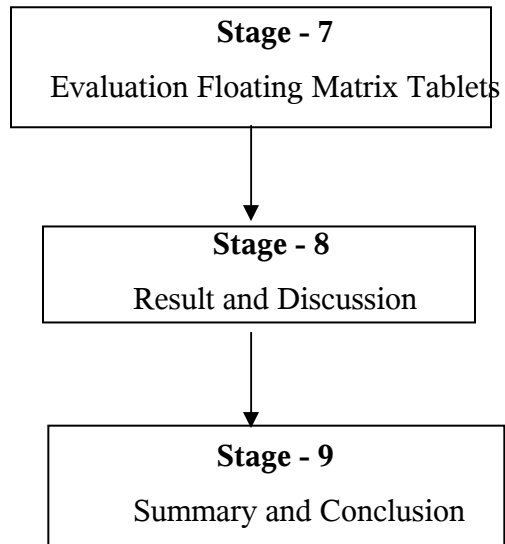 Stage - 7
Evaluation Floating Matrix Tablets
Stage - 8
Result and Discussion
Stage - 9
Summary and Conclusion